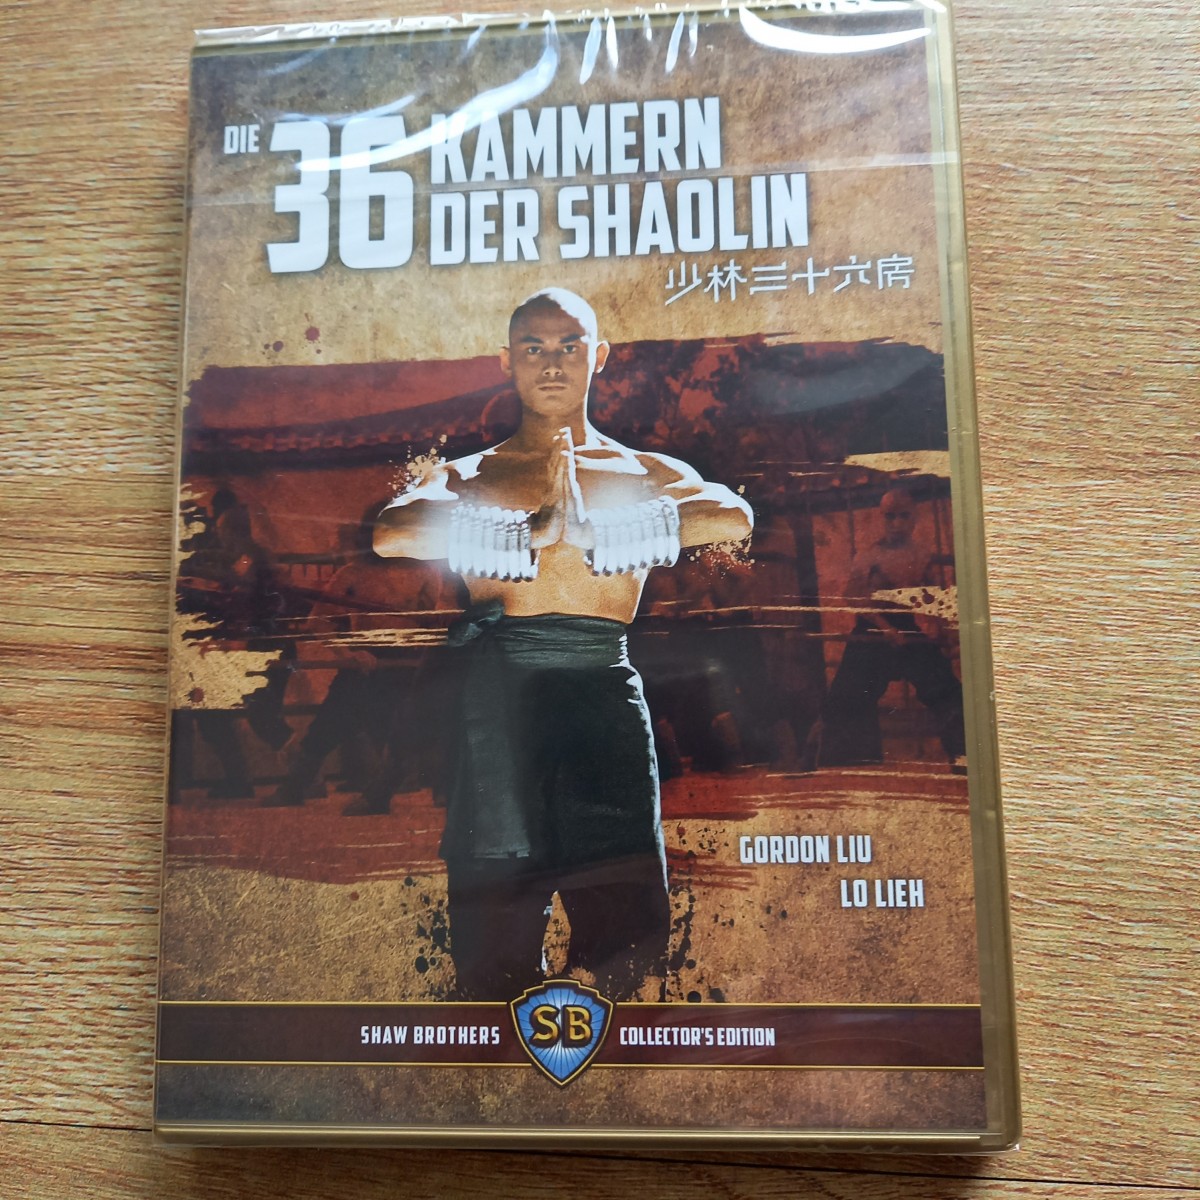 DIE
36
KAMMERN
DER SHAOLIN
少林三十六房
GORDON LIU
LO LIEH
SHAW BROTHERS SB COLLECTOR'S EDITION